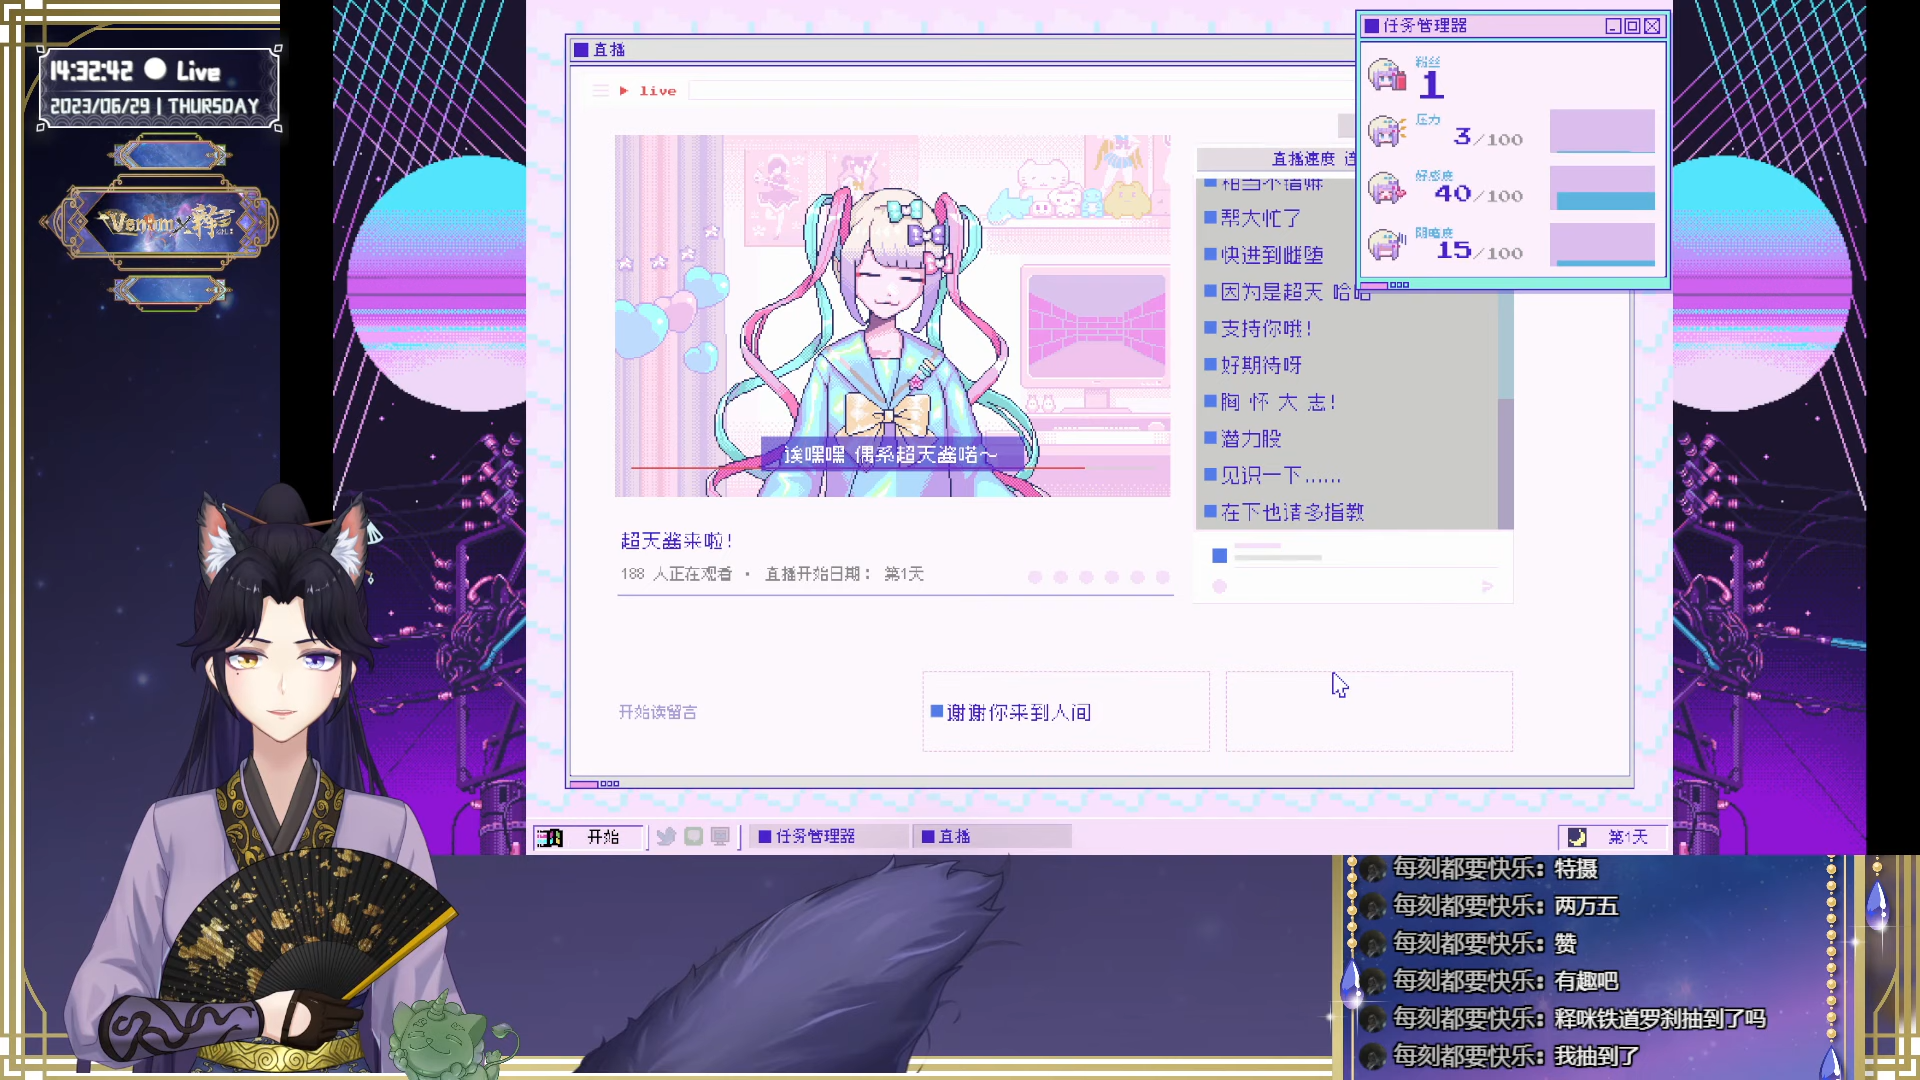 14:32:42 Live
2023/06/29 | THURSDAY
直播
live
直播速度
相当不错嘛
帮大忙了
快进到雌堕
因为是超天 哈哈
支持你哦！
好期待呀
胸 怀 大 志！
潜力股
见识一下……
在下也请多指教
诶嘿嘿 偶系超天酱喏～
超天酱来啦！
188 人正在观看 · 直播开始日期： 第1天
开始读留言
谢谢你来到人间
任务管理器
粉丝
1
压力
3/100
好感度
40/100
阴暗度
15/100
开始
任务管理器
直播
第1天
每刻都要快乐：特摄
每刻都要快乐：两万五
每刻都要快乐：赞
每刻都要快乐：有趣吧
每刻都要快乐：释咪铁道罗刹抽到了吗
每刻都要快乐：我抽到了